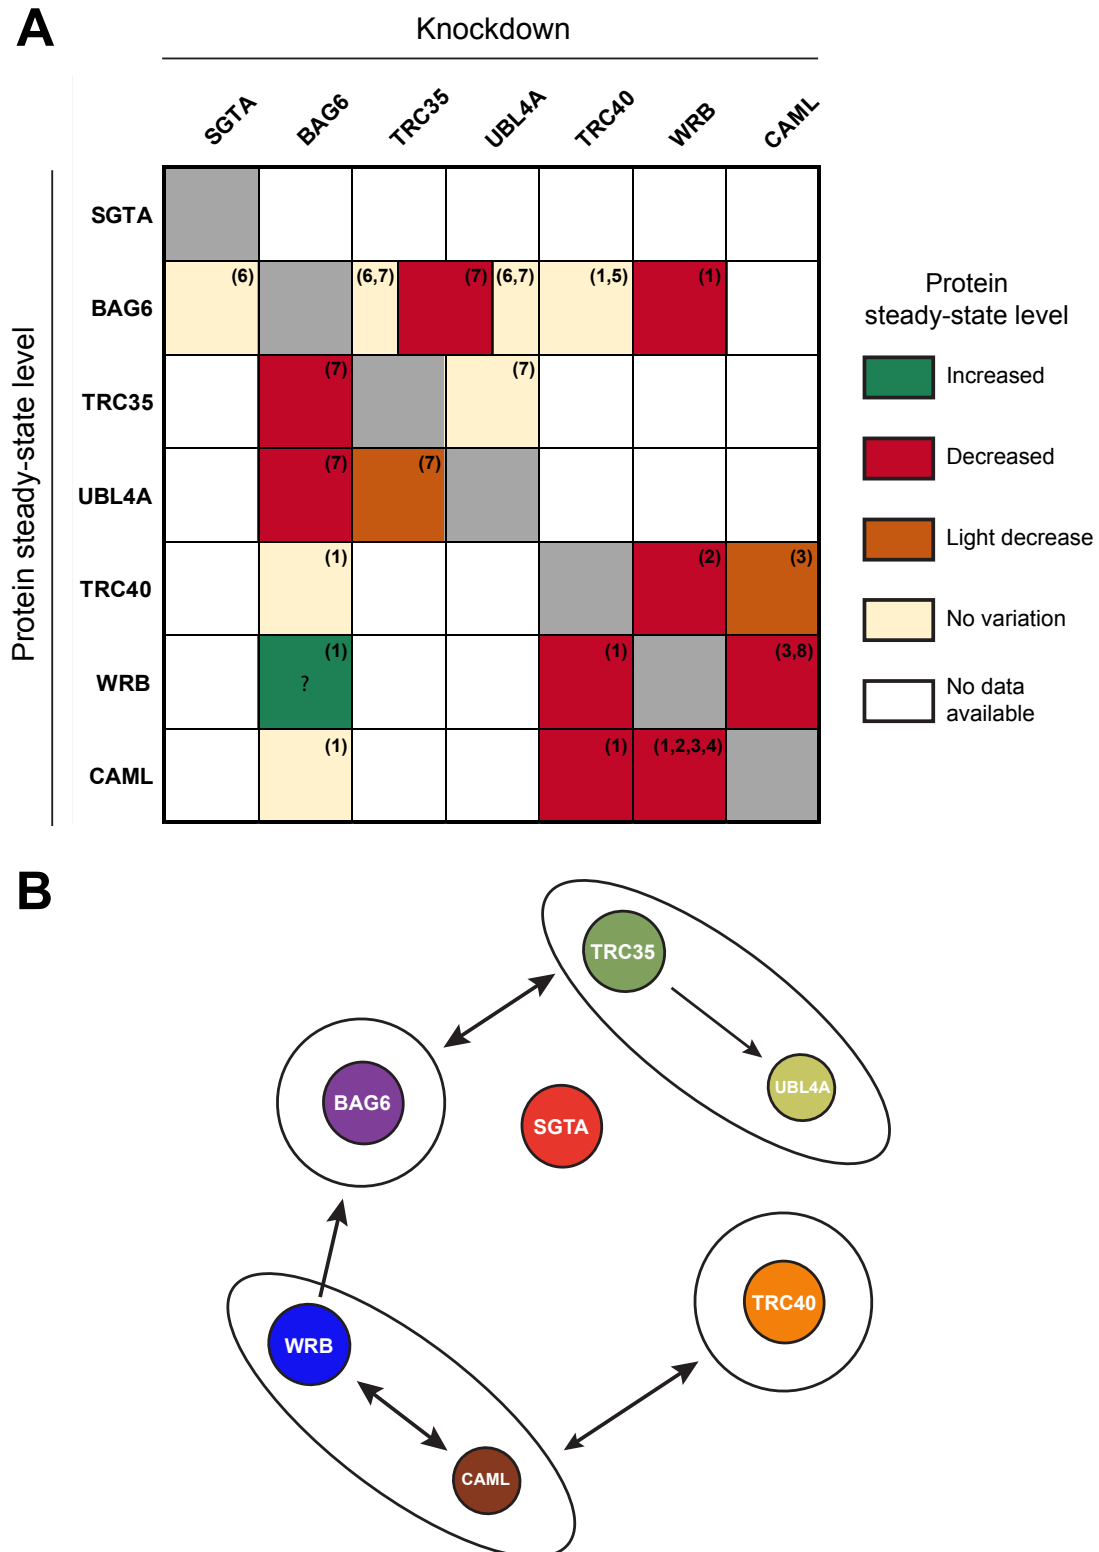 A
Knockdown
SGTA BAG6 TRC35 UBL4A TRC40 WRB CAML
Protein steady-state level
SGTA
BAG6 (6) (6,7) (7) (6,7) (1,5) (1)
TRC35 (7) (7)
UBL4A (7) (7)
TRC40 (1) (2) (3)
WRB (1) ? (1) (3,8)
CAML (1) (1) (1,2,3,4)
Protein
steady-state level
Increased
Decreased
Light decrease
No variation
No data
available
B
TRC35
UBL4A
BAG6
SGTA
TRC40
WRB
CAML